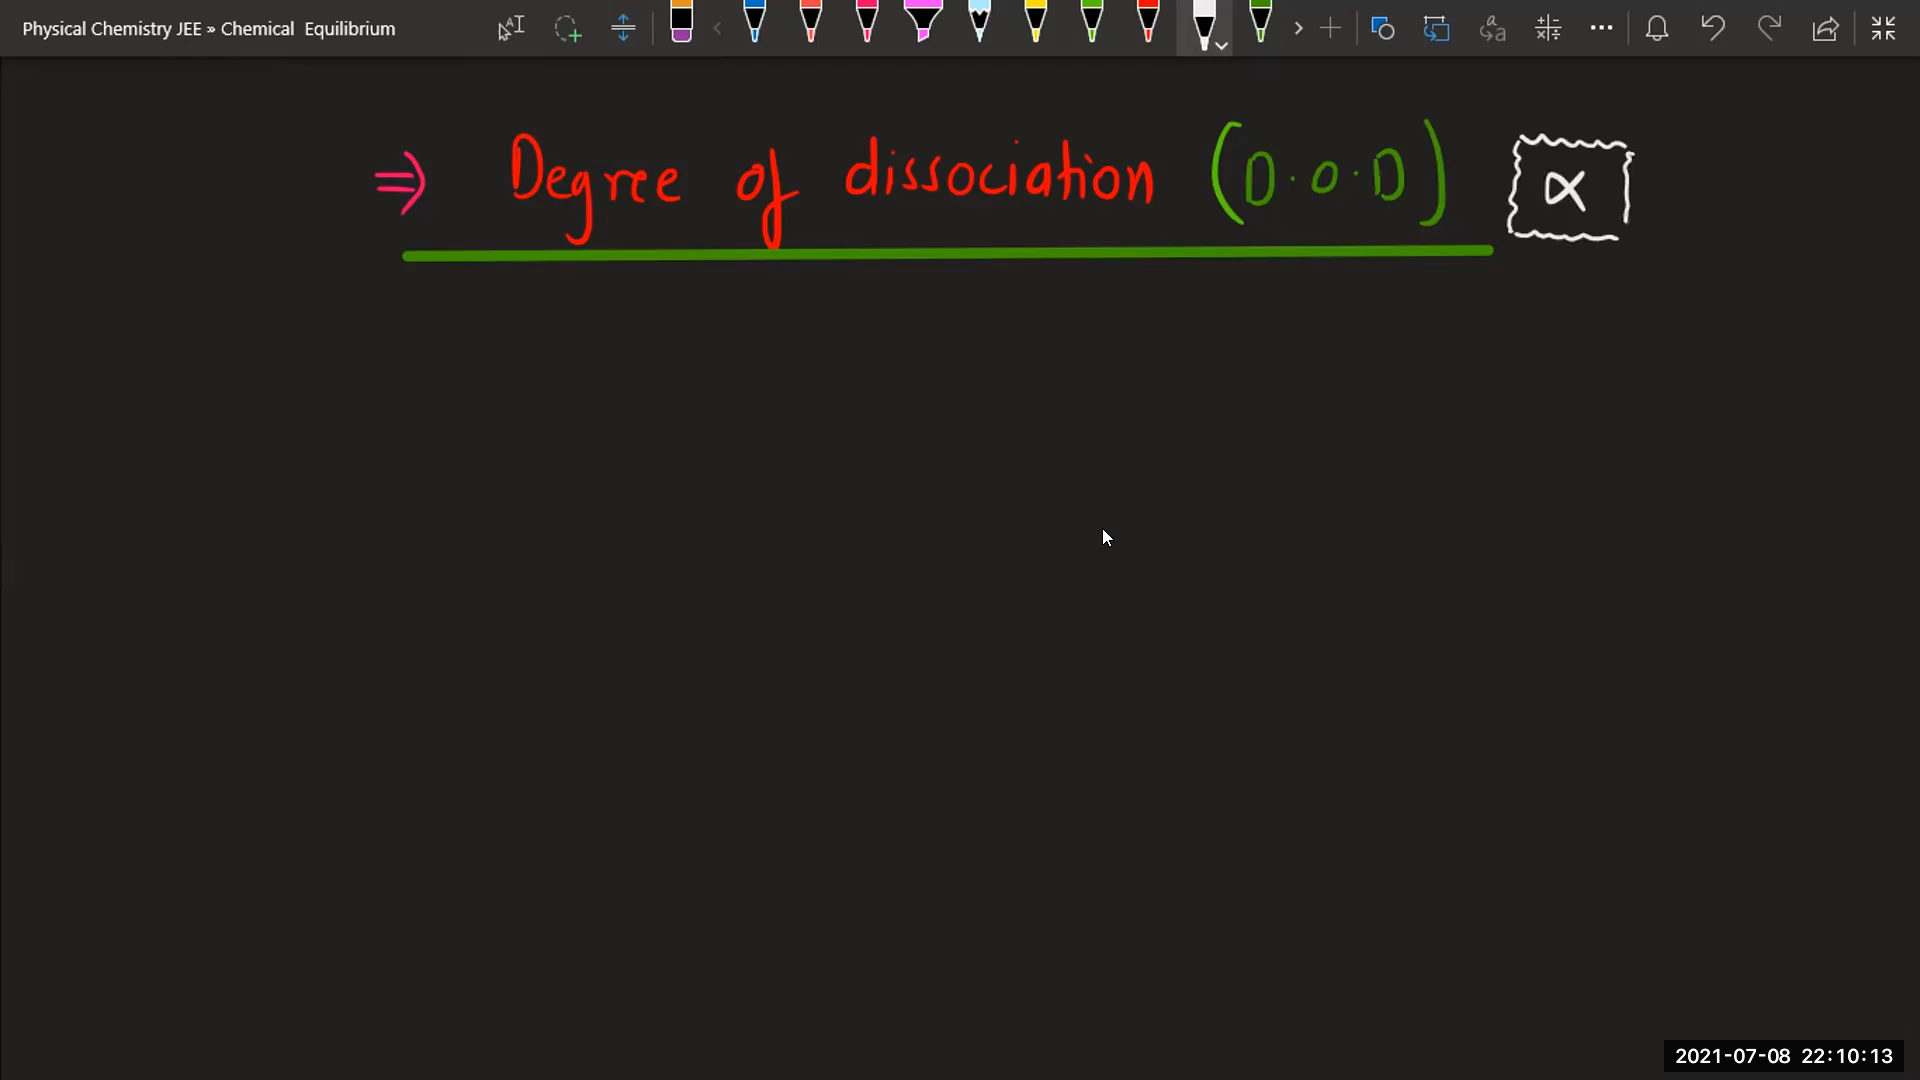 Physical Chemistry JEE » Chemical Equilibrium
⇒ Degree of dissociation (D.O.D) ∝
2021-07-08 22:10:13